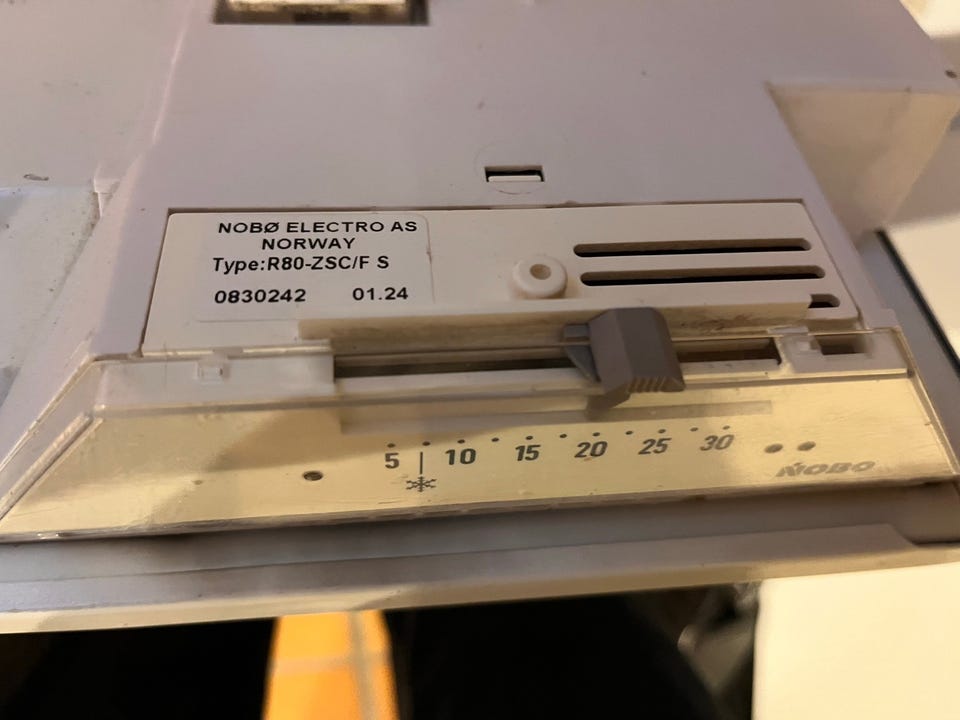 NOBØ ELECTRO AS
NORWAY
Type:R80-ZSC/F S
0830242 01.24
5 10 15 20 25 30
NOBO